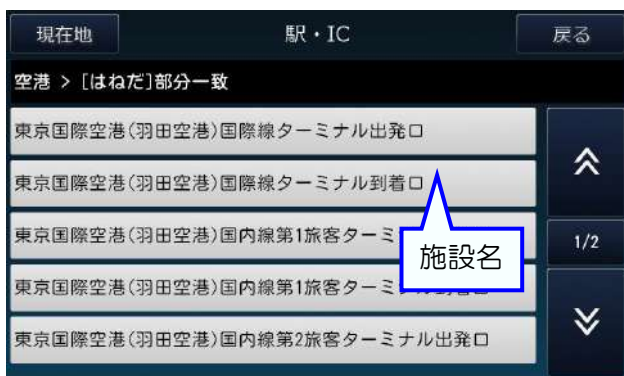 現在地
駅・IC
戻る
空港 > [はねだ]部分一致
東京国際空港(羽田空港)国際線ターミナル出発口
東京国際空港(羽田空港)国際線ターミナル到着口
東京国際空港(羽田空港)国内線第1旅客ターミ
施設名
1/2
東京国際空港(羽田空港)国内線第1旅客ターミ
東京国際空港(羽田空港)国内線第2旅客ターミナル出発口